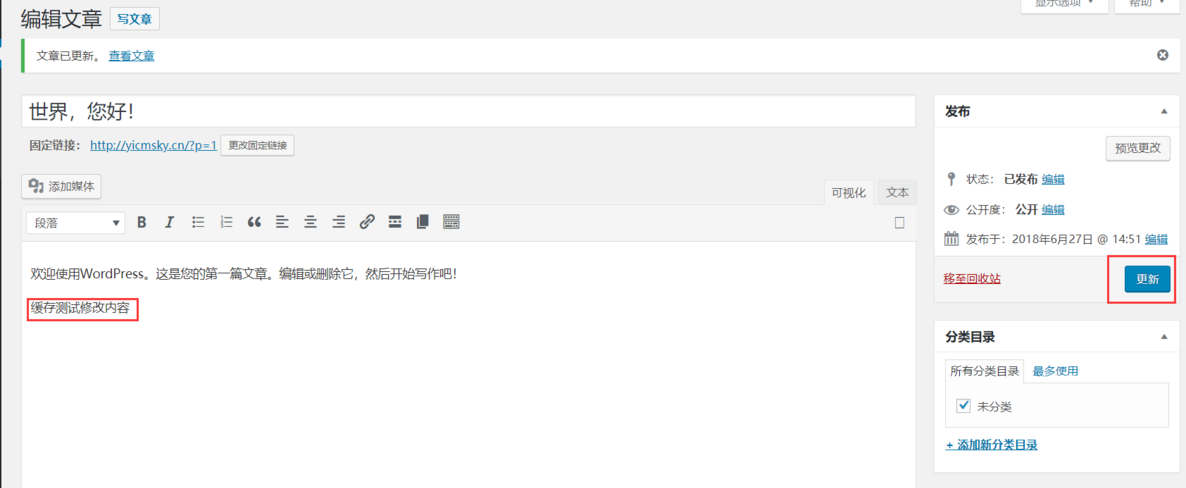 显示选项 帮助
编辑文章 写文章
文章已更新。 查看文章
世界，您好！
固定链接： http://yicmsky.cn/?p=1 更改固定链接
添加媒体
可视化 文本
段落
欢迎使用WordPress。这是您的第一篇文章。编辑或删除它，然后开始写作吧！
缓存测试修改内容
发布
预览更改
状态： 已发布 编辑
公开度： 公开 编辑
发布于：2018年6月27日 @ 14:51 编辑
移至回收站 更新
分类目录
所有分类目录 最多使用
未分类
+ 添加新分类目录